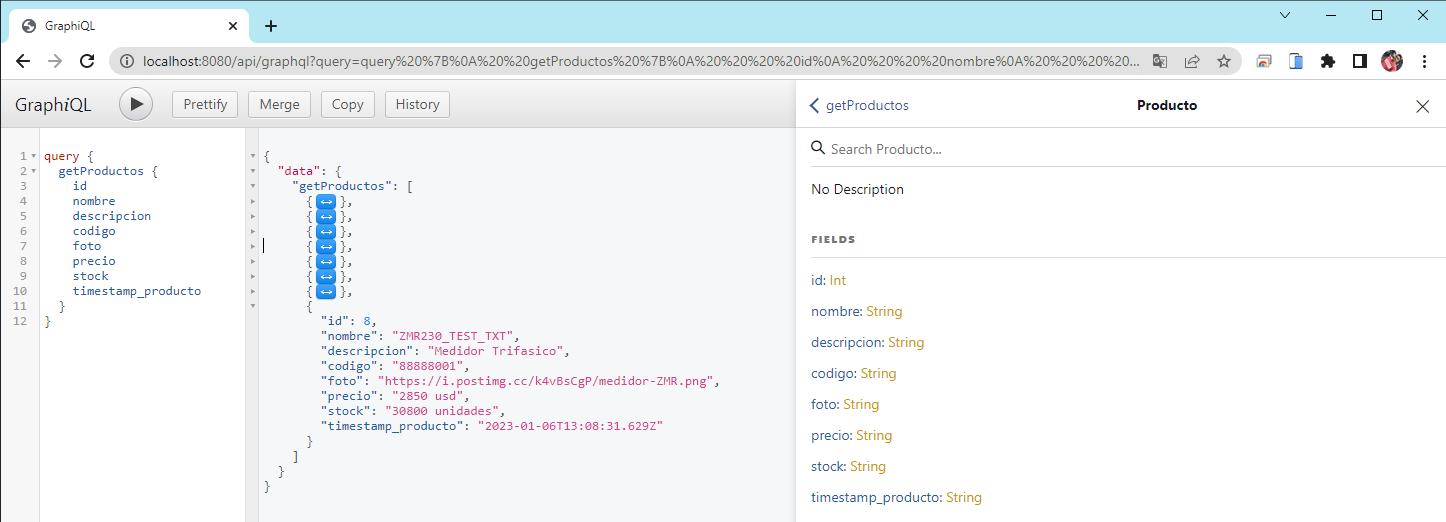 GraphiQL
localhost:8080/api/graphql?query=query%20%7B%0A%20%20getProductos%20%7B%0A%20%20%20%20id%0A%20%20%20%20nombre%0A%20%20%20%20...
GraphiQL
Prettify
Merge
Copy
History
1 query {
2 getProductos {
3 id
4 nombre
5 descripcion
6 codigo
7 foto
8 precio
9 stock
10 timestamp_producto
11 }
12 }
{
"data": {
"getProductos": [
{ ↔ },
{ ↔ },
{ ↔ },
{ ↔ },
{ ↔ },
{ ↔ },
{ ↔ },
{
"id": 8,
"nombre": "ZMR230_TEST_TXT",
"descripcion": "Medidor Trifasico",
"codigo": "88888001",
"foto": "https://i.postimg.cc/k4vBsCgP/medidor-ZMR.png",
"precio": "2850 usd",
"stock": "30800 unidades",
"timestamp_producto": "2023-01-06T13:08:31.629Z"
}
]
}
}
getProductos
Producto
Search Producto...
No Description
FIELDS
id: Int
nombre: String
descripcion: String
codigo: String
foto: String
precio: String
stock: String
timestamp_producto: String